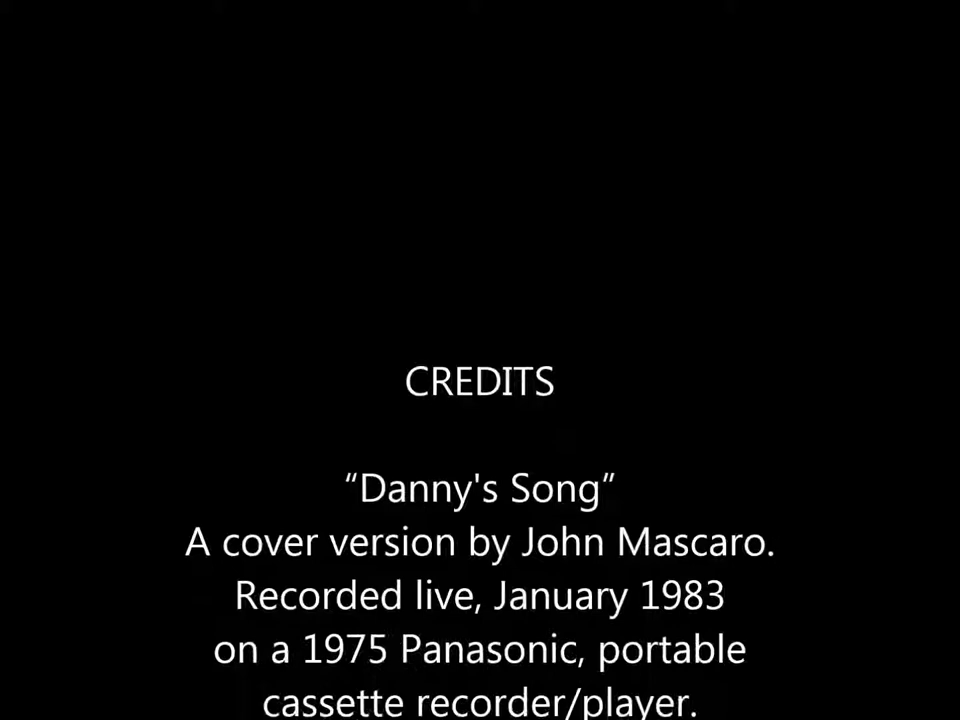 CREDITS
“Danny's Song”
A cover version by John Mascaro.
Recorded live, January 1983
on a 1975 Panasonic, portable
cassette recorder/player.